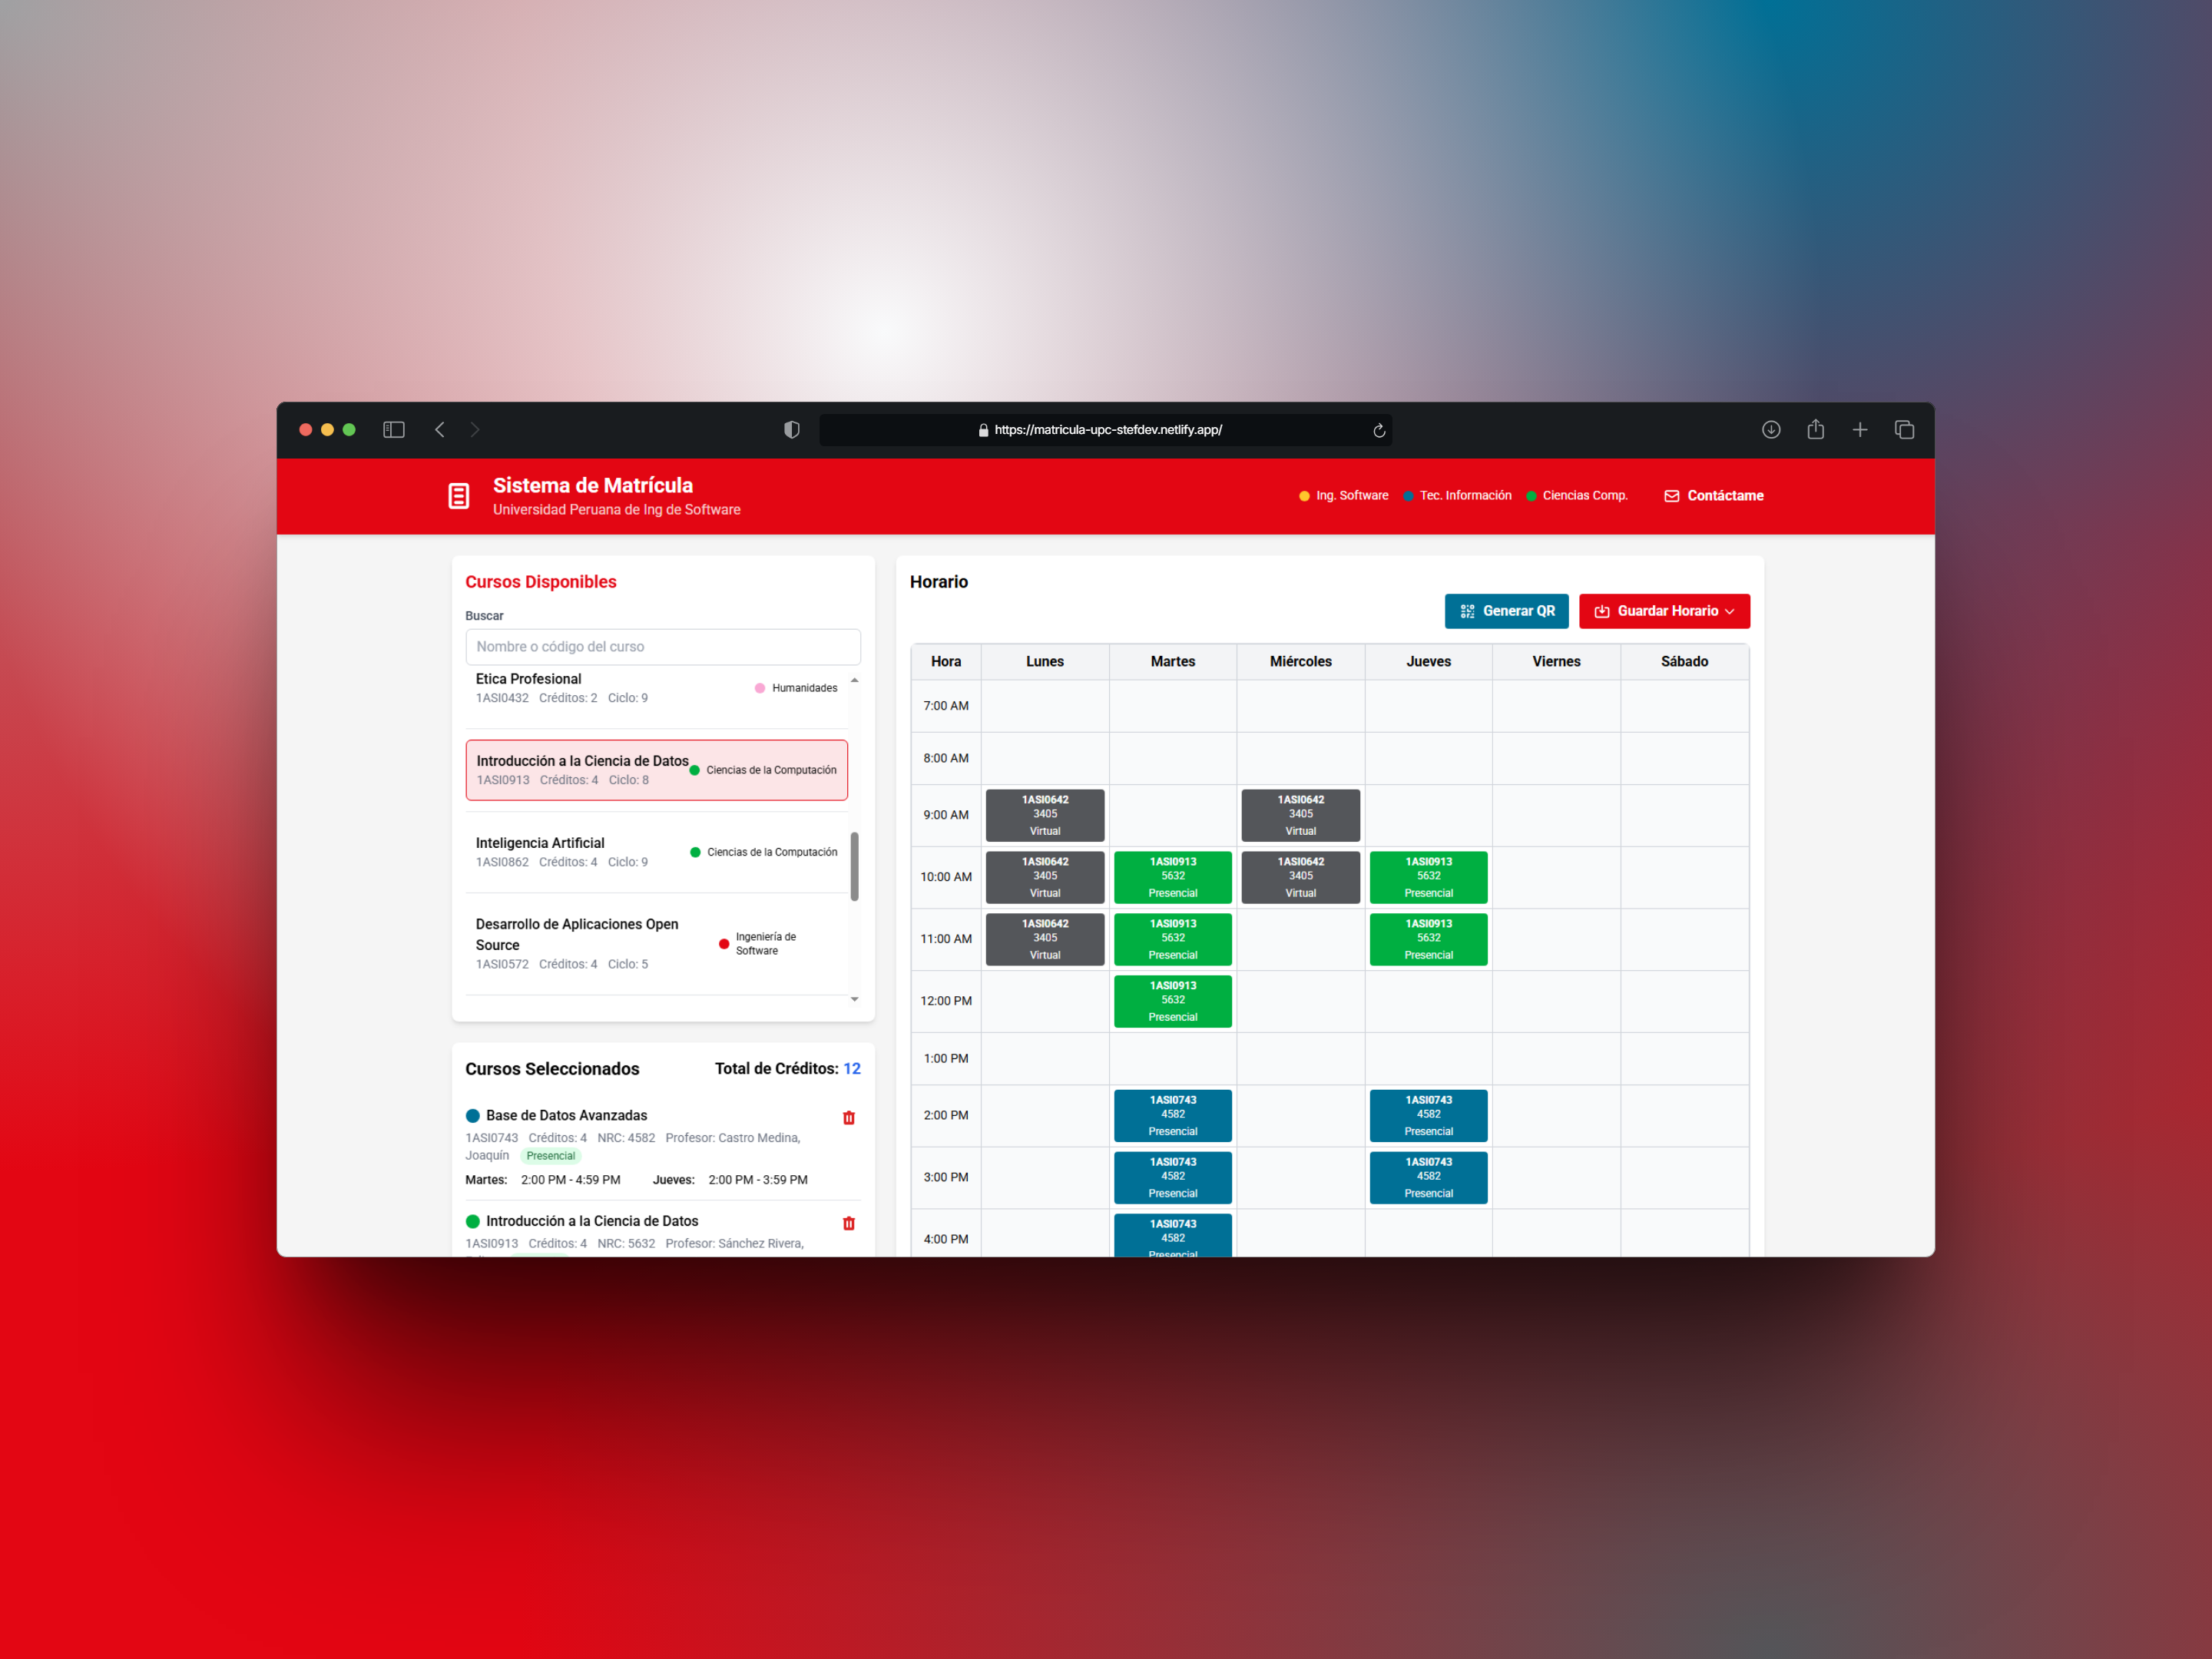 https://matricula-upc-stefdev.netlify.app/
Sistema de Matrícula
Universidad Peruana de Ing de Software
Ing. Software
Tec. Información
Ciencias Comp.
Contáctame
Cursos Disponibles
Buscar
Nombre o código del curso
Etica Profesional
1ASI0432 Créditos: 2 Ciclo: 9
Humanidades
Introducción a la Ciencia de Datos
1ASI0913 Créditos: 4 Ciclo: 8
Ciencias de la Computación
Inteligencia Artificial
1ASI0862 Créditos: 4 Ciclo: 9
Ciencias de la Computación
Desarrollo de Aplicaciones Open
Source
1ASI0572 Créditos: 4 Ciclo: 5
Ingeniería de
Software
Cursos Seleccionados
Total de Créditos: 12
Base de Datos Avanzadas
1ASI0743 Créditos: 4 NRC: 4582 Profesor: Castro Medina,
Joaquín Presencial
Martes: 2:00 PM - 4:59 PM Jueves: 2:00 PM - 3:59 PM
Introducción a la Ciencia de Datos
1ASI0913 Créditos: 4 NRC: 5632 Profesor: Sánchez Rivera,
Horario
Generar QR
Guardar Horario
Hora Lunes Martes Miércoles Jueves Viernes Sábado
7:00 AM
8:00 AM
9:00 AM
1ASI0642
3405
Virtual
1ASI0642
3405
Virtual
10:00 AM
1ASI0642
3405
Virtual
1ASI0913
5632
Presencial
1ASI0642
3405
Virtual
1ASI0913
5632
Presencial
11:00 AM
1ASI0642
3405
Virtual
1ASI0913
5632
Presencial
1ASI0913
5632
Presencial
12:00 PM
1ASI0913
5632
Presencial
1:00 PM
2:00 PM
1ASI0743
4582
Presencial
1ASI0743
4582
Presencial
3:00 PM
1ASI0743
4582
Presencial
1ASI0743
4582
Presencial
4:00 PM
1ASI0743
4582
Presencial